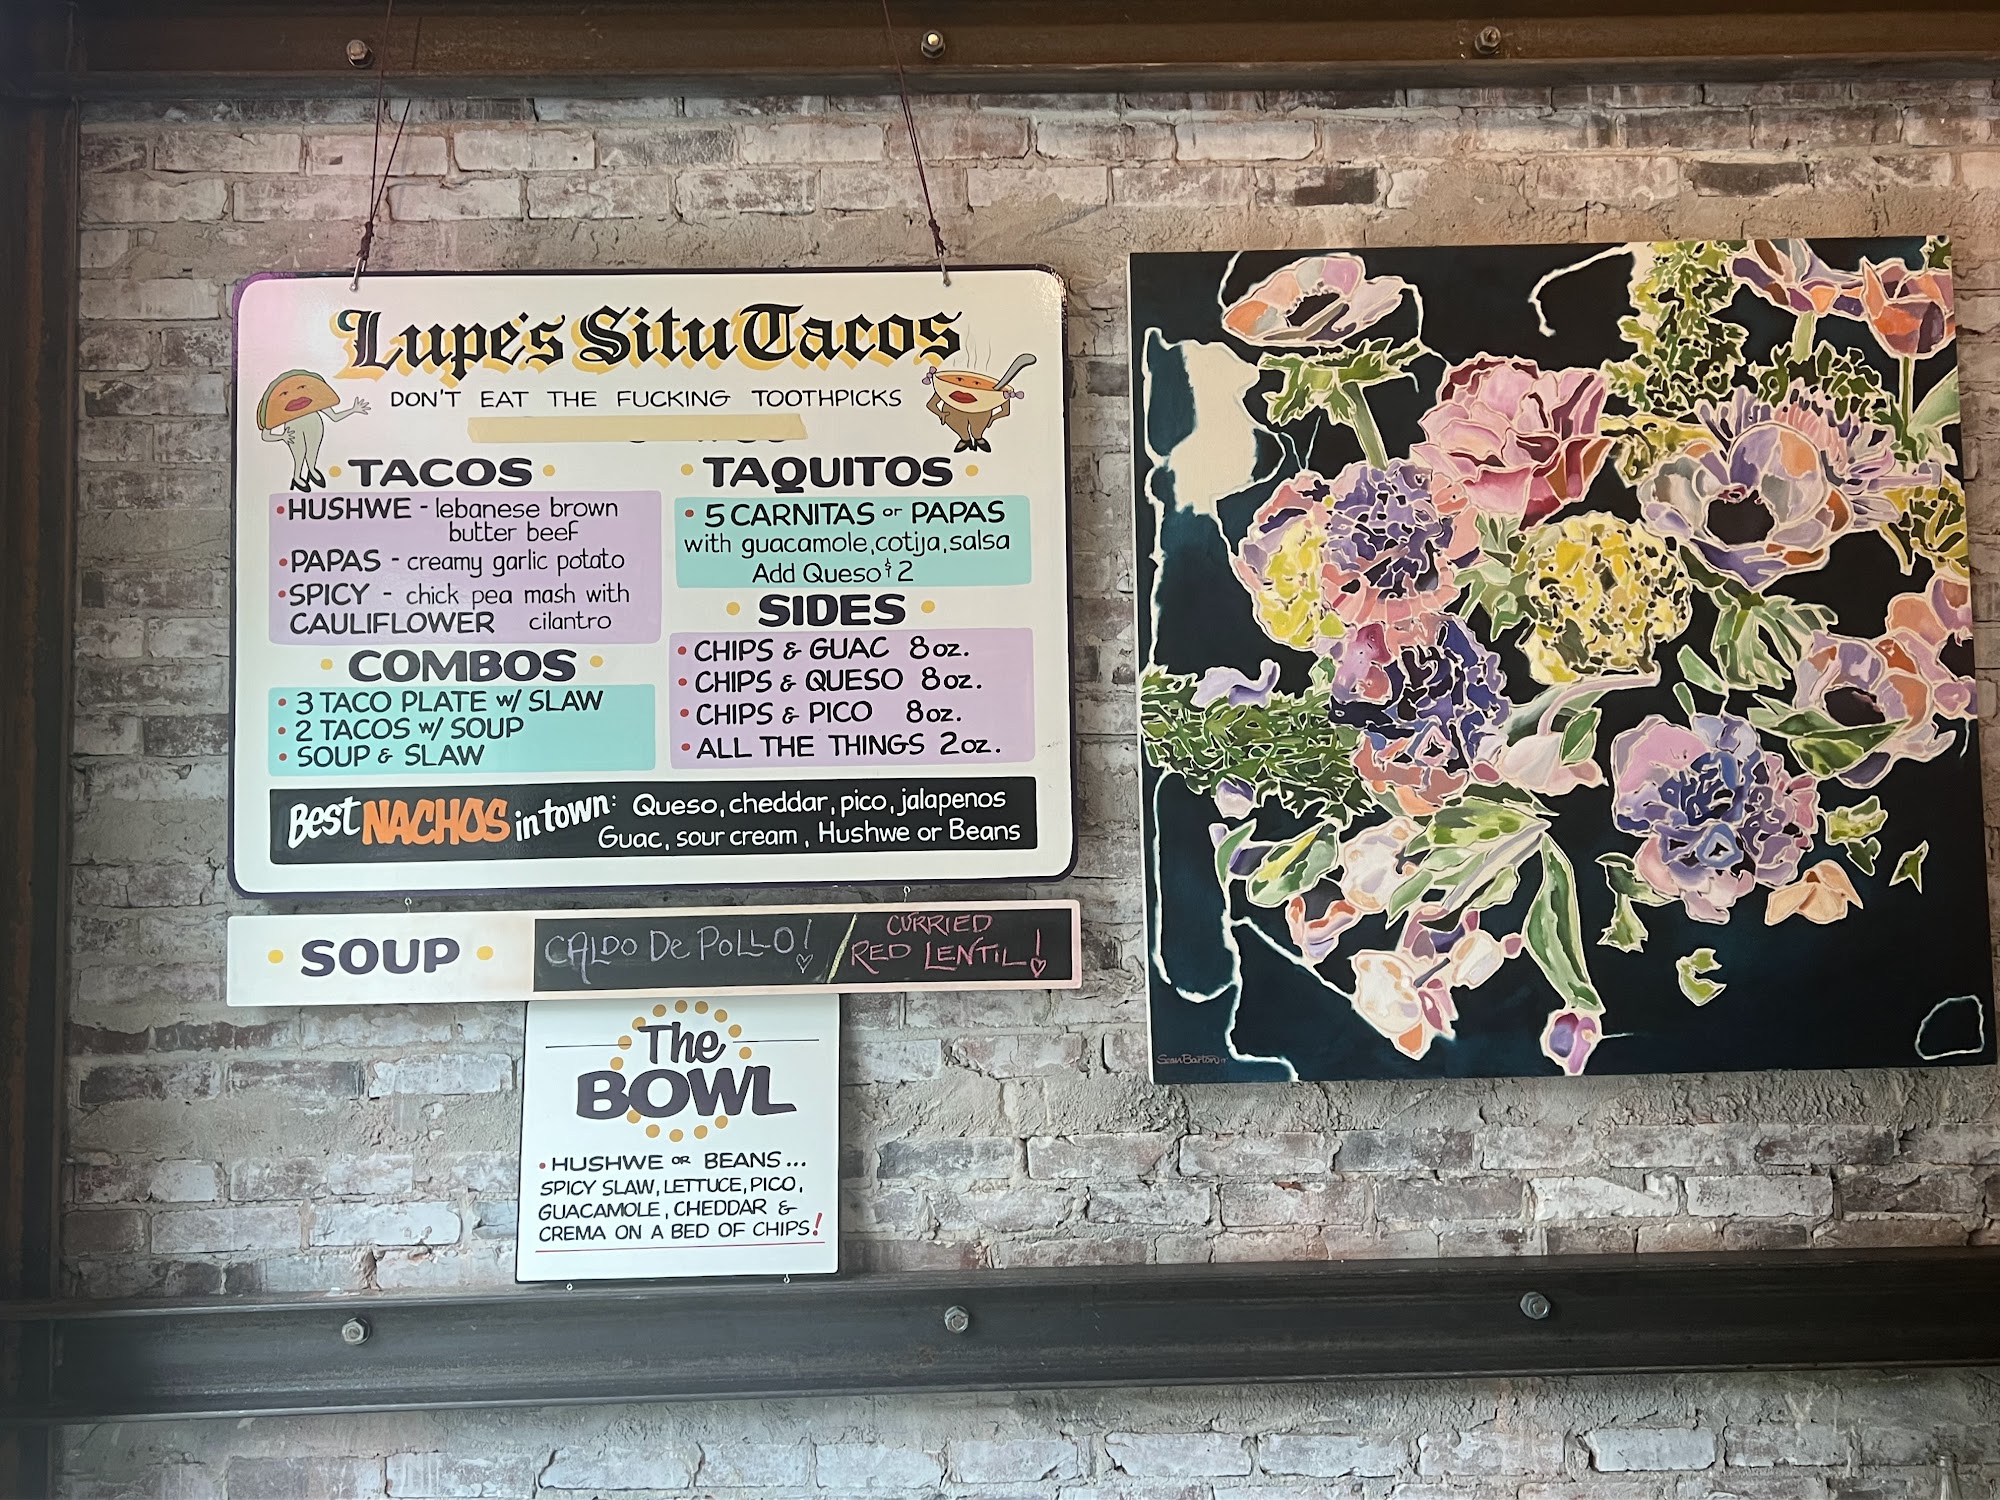 Lupe's Situ Tacos
DON'T EAT THE FUCKING TOOTHPICKS
• TACOS •
• HUSHWE - lebanese brown
butter beef
• PAPAS - creamy garlic potato
• SPICY - chick pea mash with
CAULIFLOWER cilantro
• COMBOS •
• 3 TACO PLATE w/ SLAW
• 2 TACOS w/ SOUP
• SOUP & SLAW
• TAQUITOS •
• 5 CARNITAS or PAPAS
with guacamole, cotija, salsa
Add Queso $2
• SIDES •
• CHIPS & GUAC 8oz.
• CHIPS & QUESO 8oz.
• CHIPS & PICO 8oz.
• ALL THE THINGS 2oz.
Best NACHOS in town: Queso, cheddar, pico, jalapenos
Guac, sour cream, Hushwe or Beans
• SOUP • CALDO DE POLLO! / CURRIED
RED LENTIL!
The
BOWL
• HUSHWE OR BEANS...
SPICY SLAW, LETTUCE, PICO,
GUACAMOLE, CHEDDAR &
CREMA ON A BED OF CHIPS!
Sean Barton